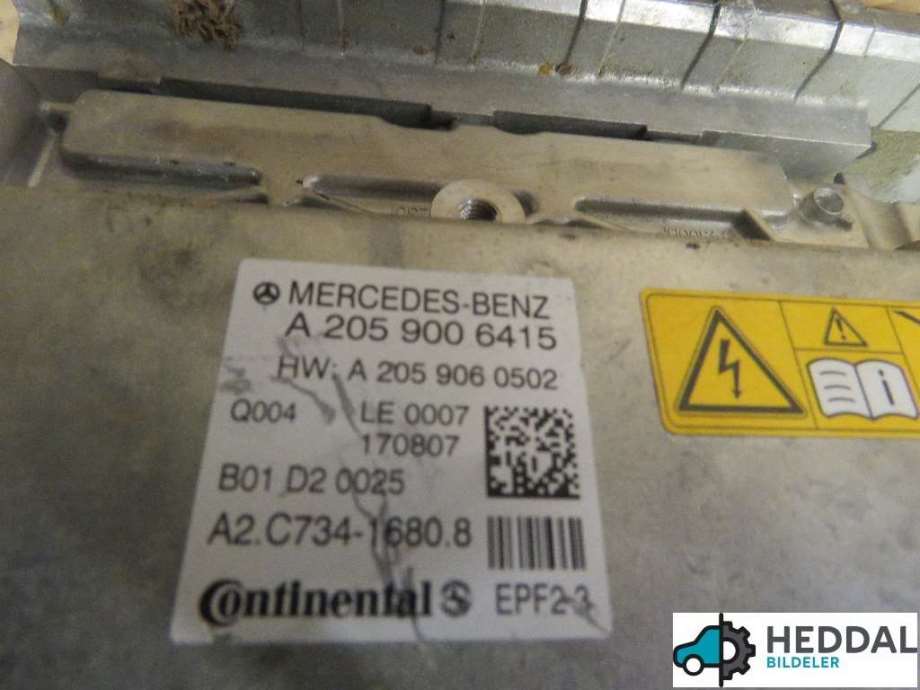 MERCEDES-BENZ
A 205 900 6415
HW: A 205 906 0502
Q004 LE 0007
170807
B01 D2 0025
A2.C734-1680.8
Continental EPF2-3
HEDDAL
BILDELER